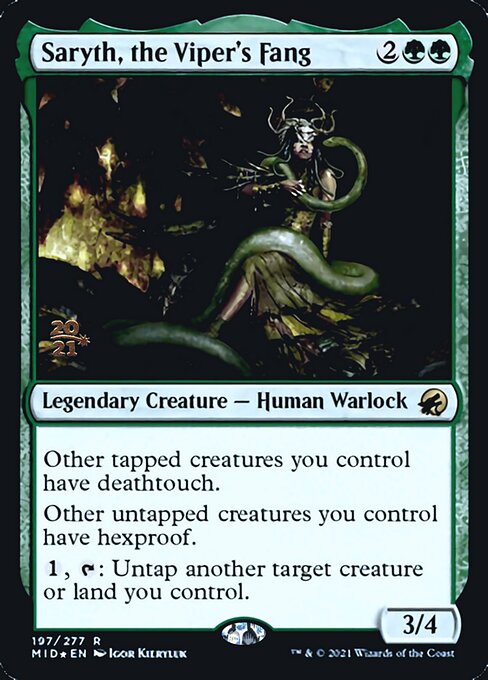 Saryth, the Viper's Fang 2
20
21
Legendary Creature — Human Warlock
Other tapped creatures you control
have deathtouch.
Other untapped creatures you control
have hexproof.
1, : Untap another target creature
or land you control.
3/4
197/277 R
MID★EN Igor Kieryluk
™ & © 2021 Wizards of the Coast